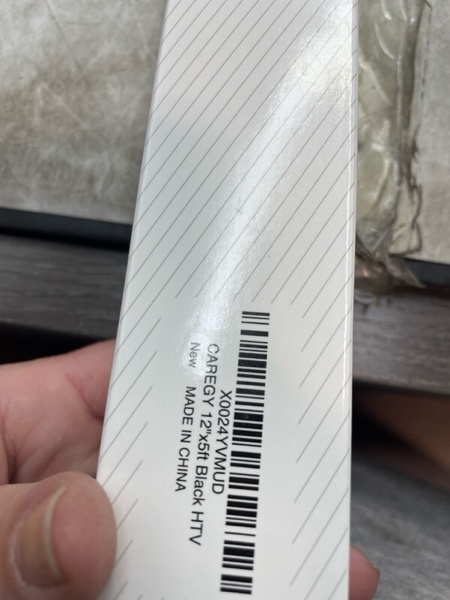 X0024YVMUD
CAREGY 12"x5ft Black HTV
New MADE IN CHINA